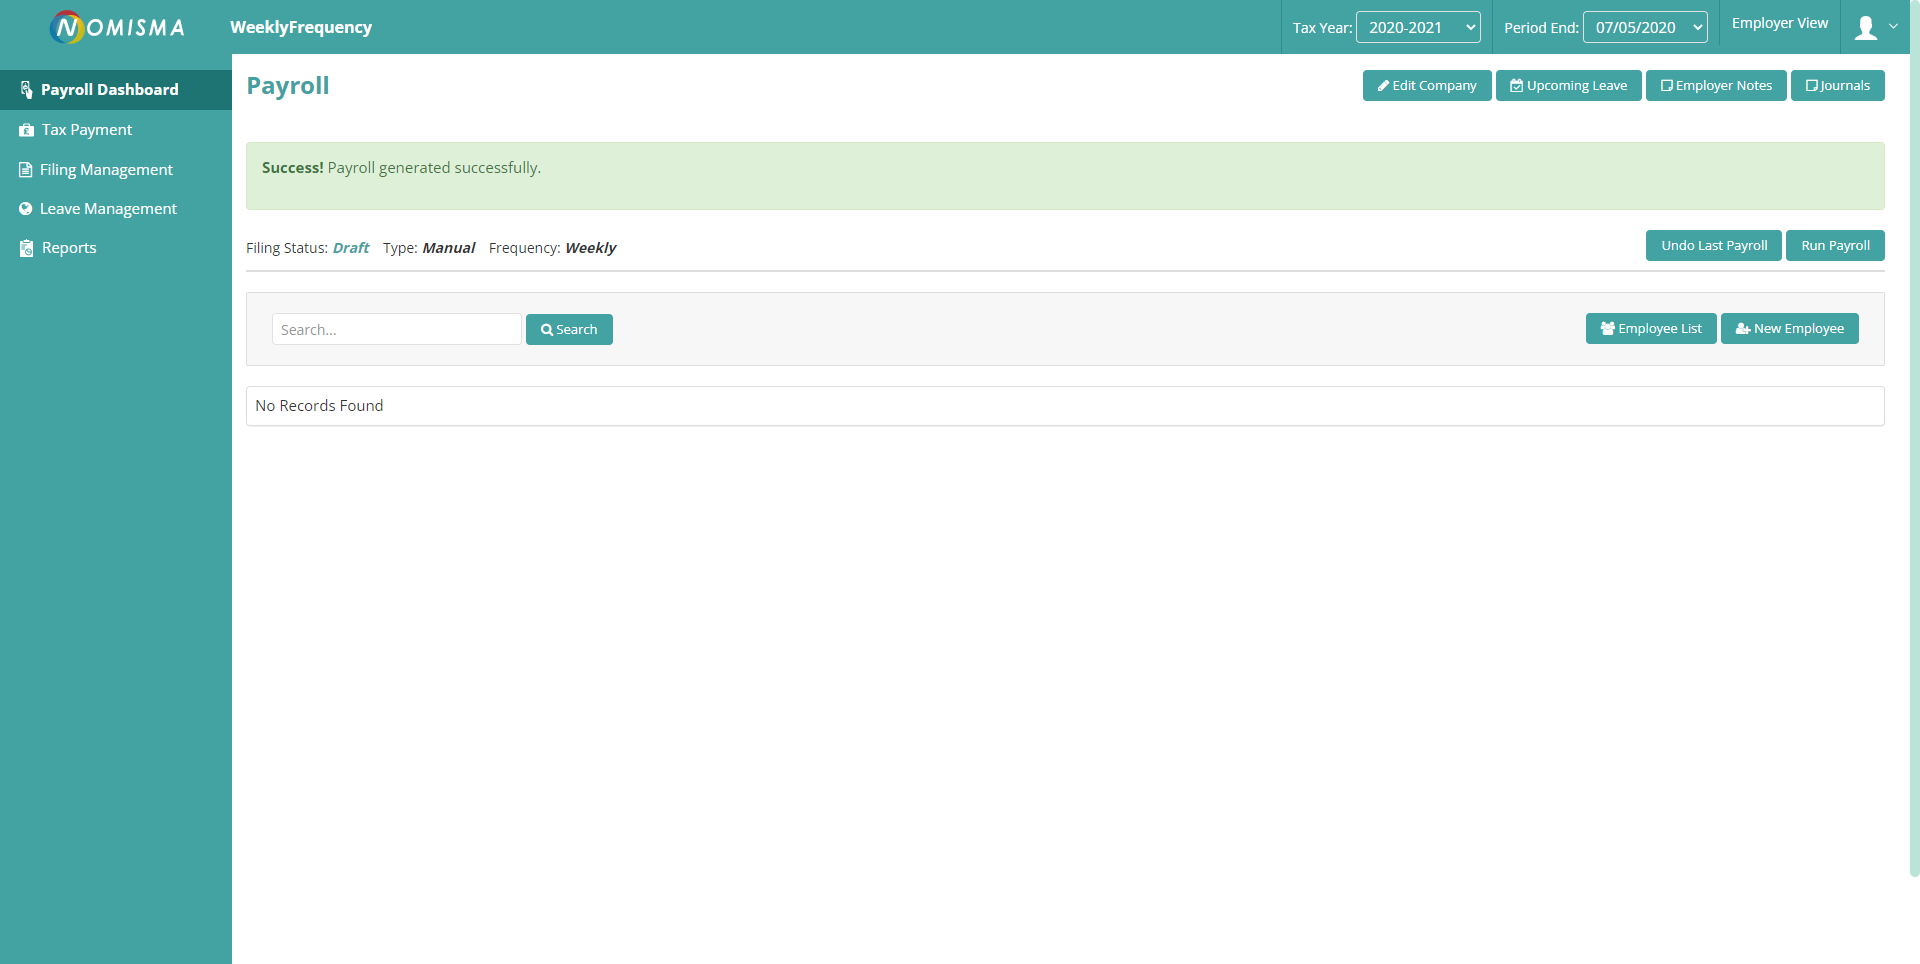 NOMISMA
WeeklyFrequency
Tax Year: 2020-2021
Period End: 07/05/2020
Employer View
Payroll Dashboard
Tax Payment
Filing Management
Leave Management
Reports
Payroll
Edit Company
Upcoming Leave
Employer Notes
Journals
Success! Payroll generated successfully.
Filing Status: Draft Type: Manual Frequency: Weekly
Undo Last Payroll
Run Payroll
Search...
Search
Employee List
New Employee
No Records Found